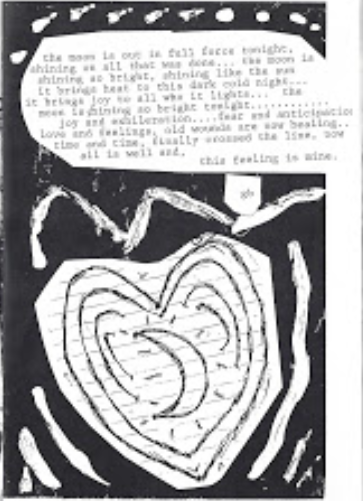 the moon is out in full force tonight,
shining on all that was done... the moon is
shining so bright, shining like the sun
it brings heat to this dark cold night...
it brings joy to all who it lights... the
moon is shining so bright tonight............
joy and exhileration....fear and anticipatio
love and feelings, old wounds are now healing..
time and time, finally crossed the line, now
all is well and,
this feeling is mine.
gb